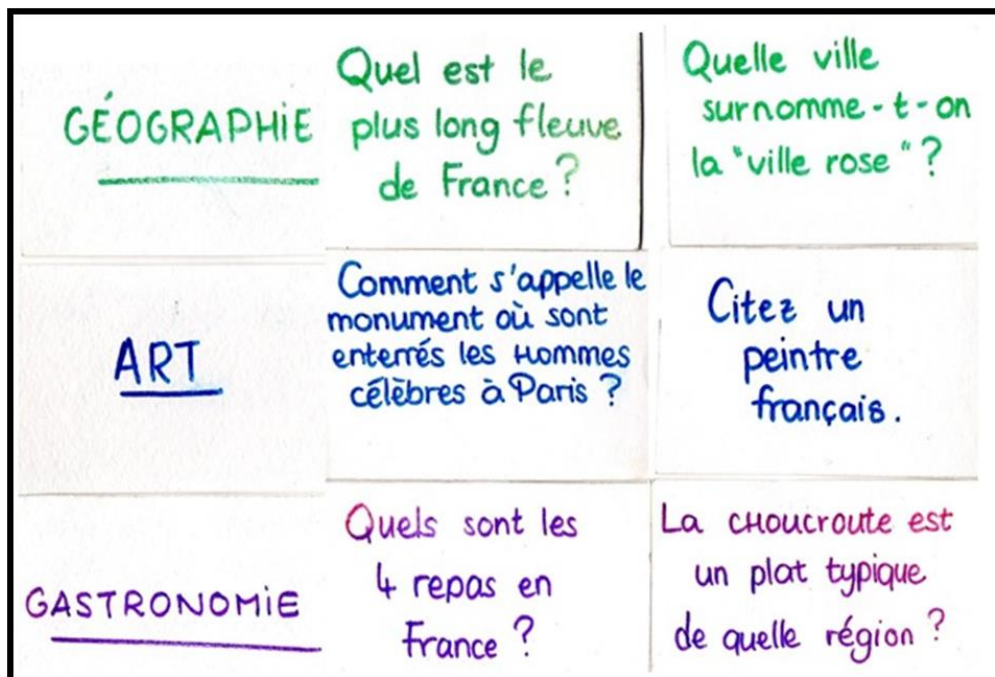 GÉOGRAPHIE
Quel est le
plus long fleuve
de France ?
Quelle ville
surnomme-t-on
la "ville rose" ?
ART
Comment s'appelle le
monument où sont
enterrés les Hommes
célèbres à Paris ?
Citez un
peintre
français.
GASTRONOMIE
Quels sont les
4 repas en
France ?
La choucroute est
un plat typique
de quelle région ?